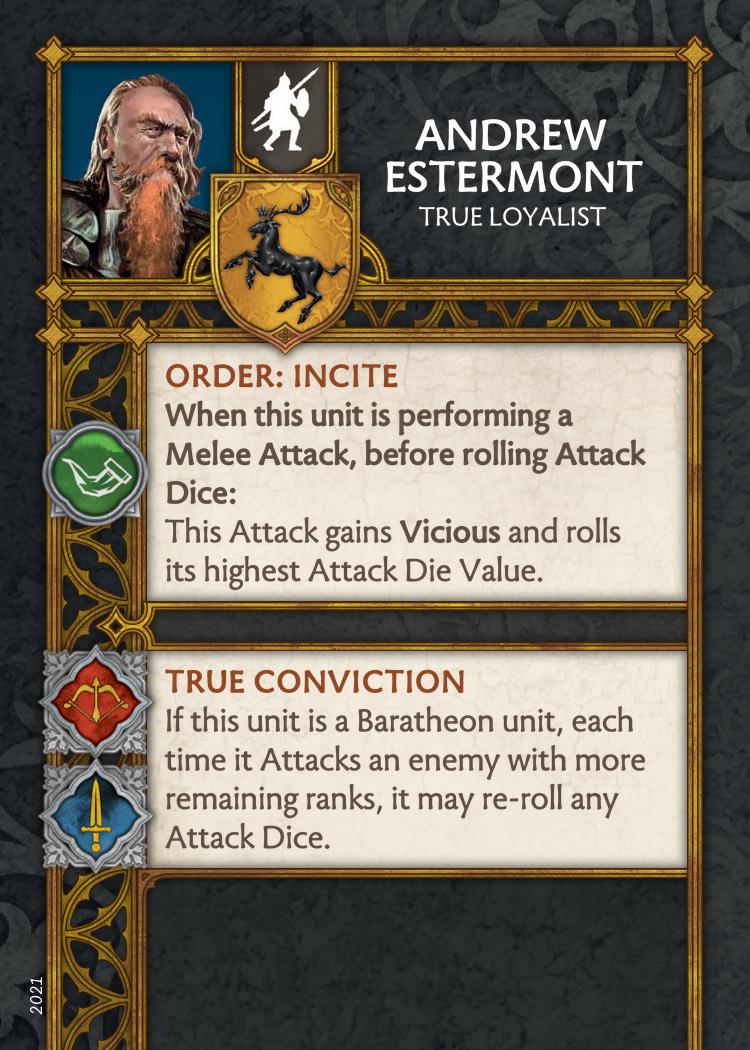 ANDREW
ESTERMONT
TRUE LOYALIST
ORDER: INCITE
When this unit is performing a
Melee Attack, before rolling Attack
Dice:
This Attack gains Vicious and rolls
its highest Attack Die Value.
TRUE CONVICTION
If this unit is a Baratheon unit, each
time it Attacks an enemy with more
remaining ranks, it may re-roll any
Attack Dice.
2021